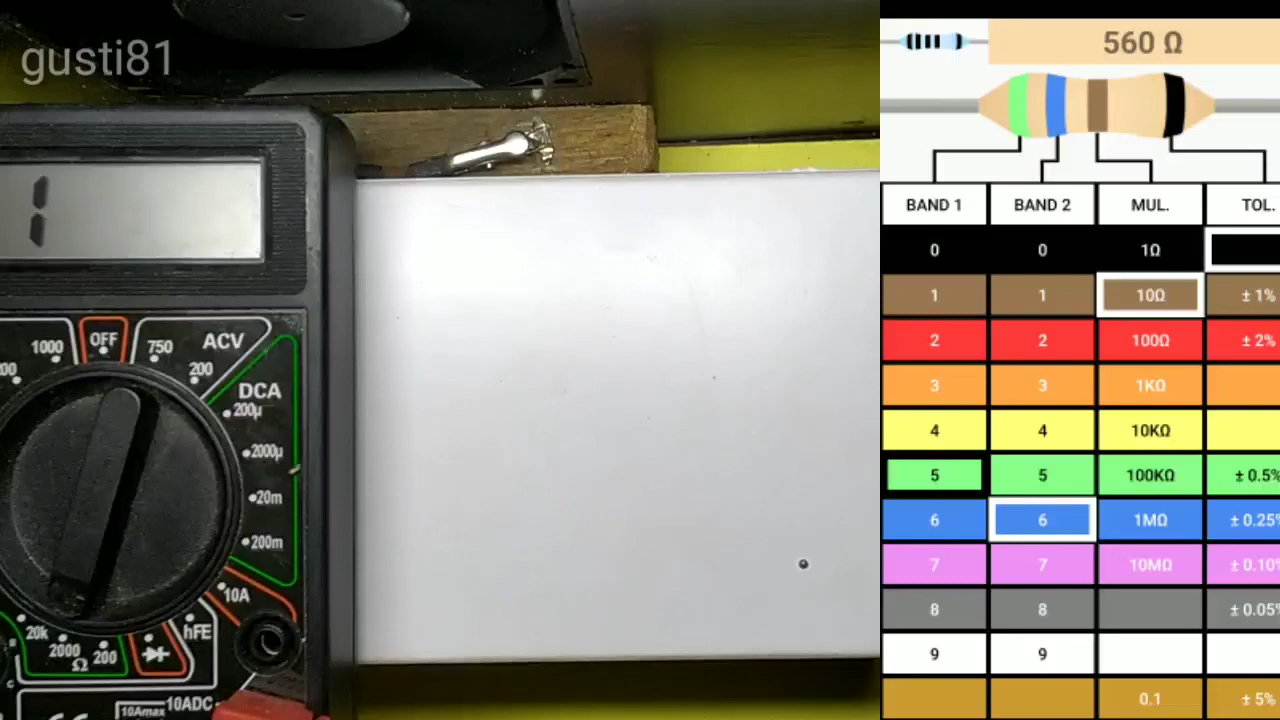 gusti81
1
1000
OFF
750
ACV
200
DCA
200µ
2000µ
20m
200m
10A
hFE
20k
2000
Ω
200
10ADC
10Amax
560 Ω
BAND 1 BAND 2 MUL. TOL.
0 0 1Ω
1 1 10Ω ± 1%
2 2 100Ω ± 2%
3 3 1KΩ
4 4 10KΩ
5 5 100KΩ ± 0.5%
6 6 1MΩ ± 0.25%
7 7 10MΩ ± 0.10%
8 8 ± 0.05%
9 9
0.1 ± 5%